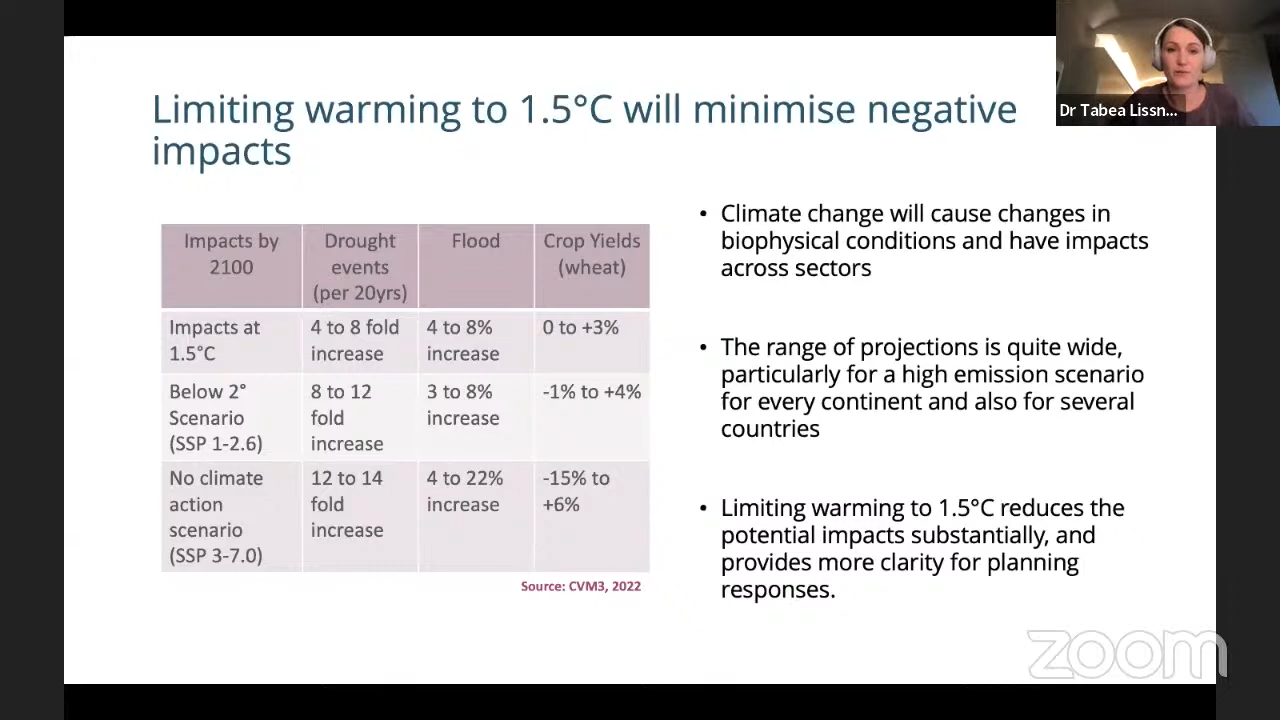 Limiting warming to 1.5°C will minimise negative
impacts
Dr Tabea Lissn...
Impacts by
2100
Drought
events
(per 20yrs)
Flood
Crop Yields
(wheat)
Impacts at
1.5°C
4 to 8 fold
increase
4 to 8%
increase
0 to +3%
Below 2°
Scenario
(SSP 1-2.6)
8 to 12
fold
increase
3 to 8%
increase
-1% to +4%
No climate
action
scenario
(SSP 3-7.0)
12 to 14
fold
increase
4 to 22%
increase
-15% to
+6%
Source: CVM3, 2022
• Climate change will cause changes in
biophysical conditions and have impacts
across sectors
• The range of projections is quite wide,
particularly for a high emission scenario
for every continent and also for several
countries
• Limiting warming to 1.5°C reduces the
potential impacts substantially, and
provides more clarity for planning
responses.
zoom